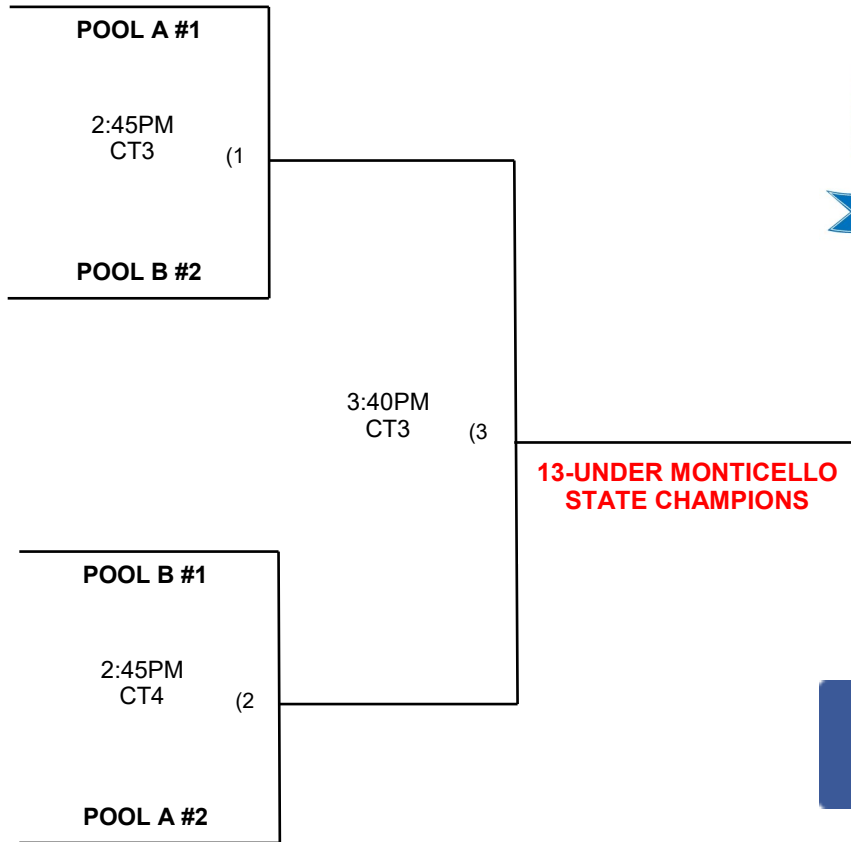 POOL A #1
2:45PM
CT3
(1
POOL B #2
3:40PM
CT3
(3
13-UNDER MONTICELLO
STATE CHAMPIONS
POOL B #1
2:45PM
CT4
(2
POOL A #2